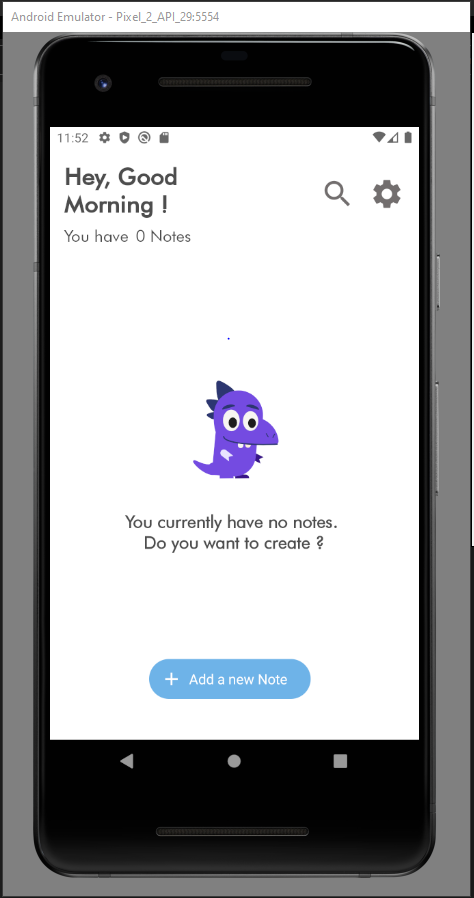 Android Emulator - Pixel_2_API_29:5554
11:52
Hey, Good
Morning !
You have 0 Notes
You currently have no notes.
Do you want to create ?
+ Add a new Note